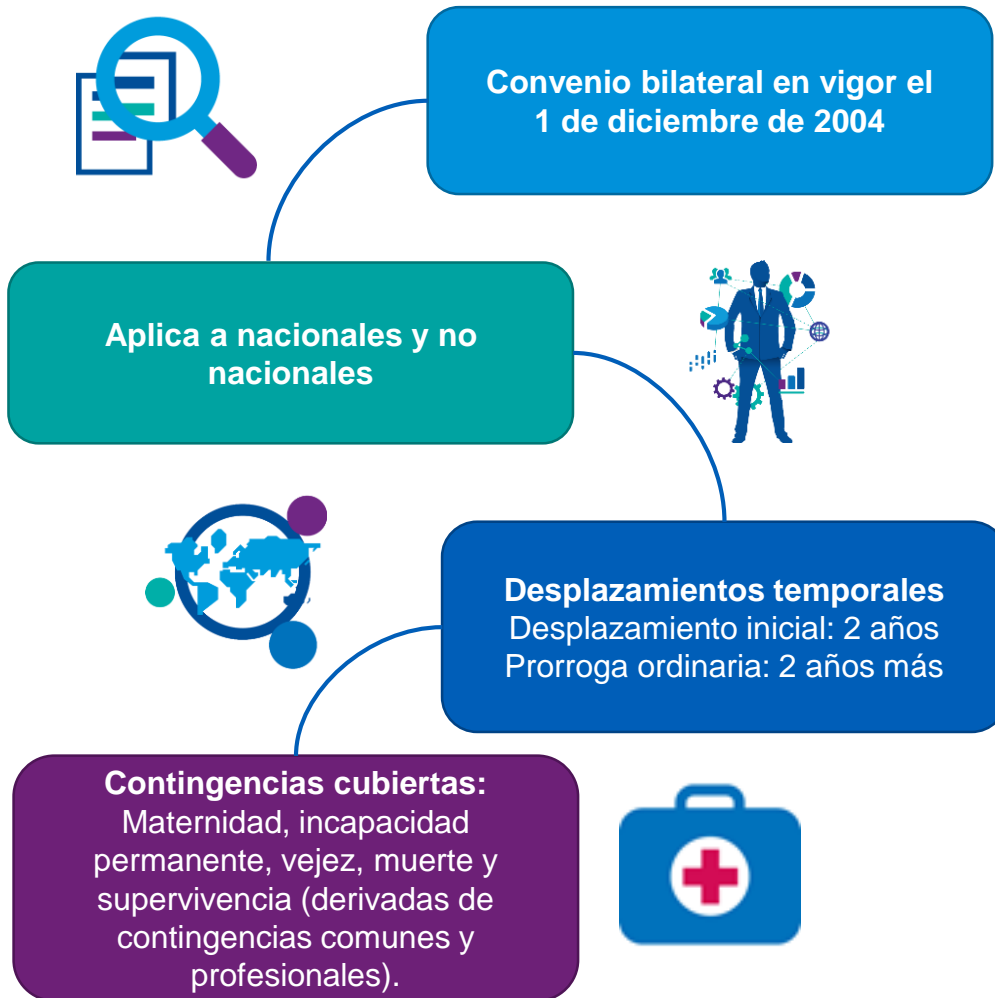 Convenio bilateral en vigor el
1 de diciembre de 2004
Aplica a nacionales y no
nacionales
Desplazamientos temporales
Desplazamiento inicial: 2 años
Prorroga ordinaria: 2 años más
Contingencias cubiertas:
Maternidad, incapacidad
permanente, vejez, muerte y
supervivencia (derivadas de
contingencias comunes y
profesionales).